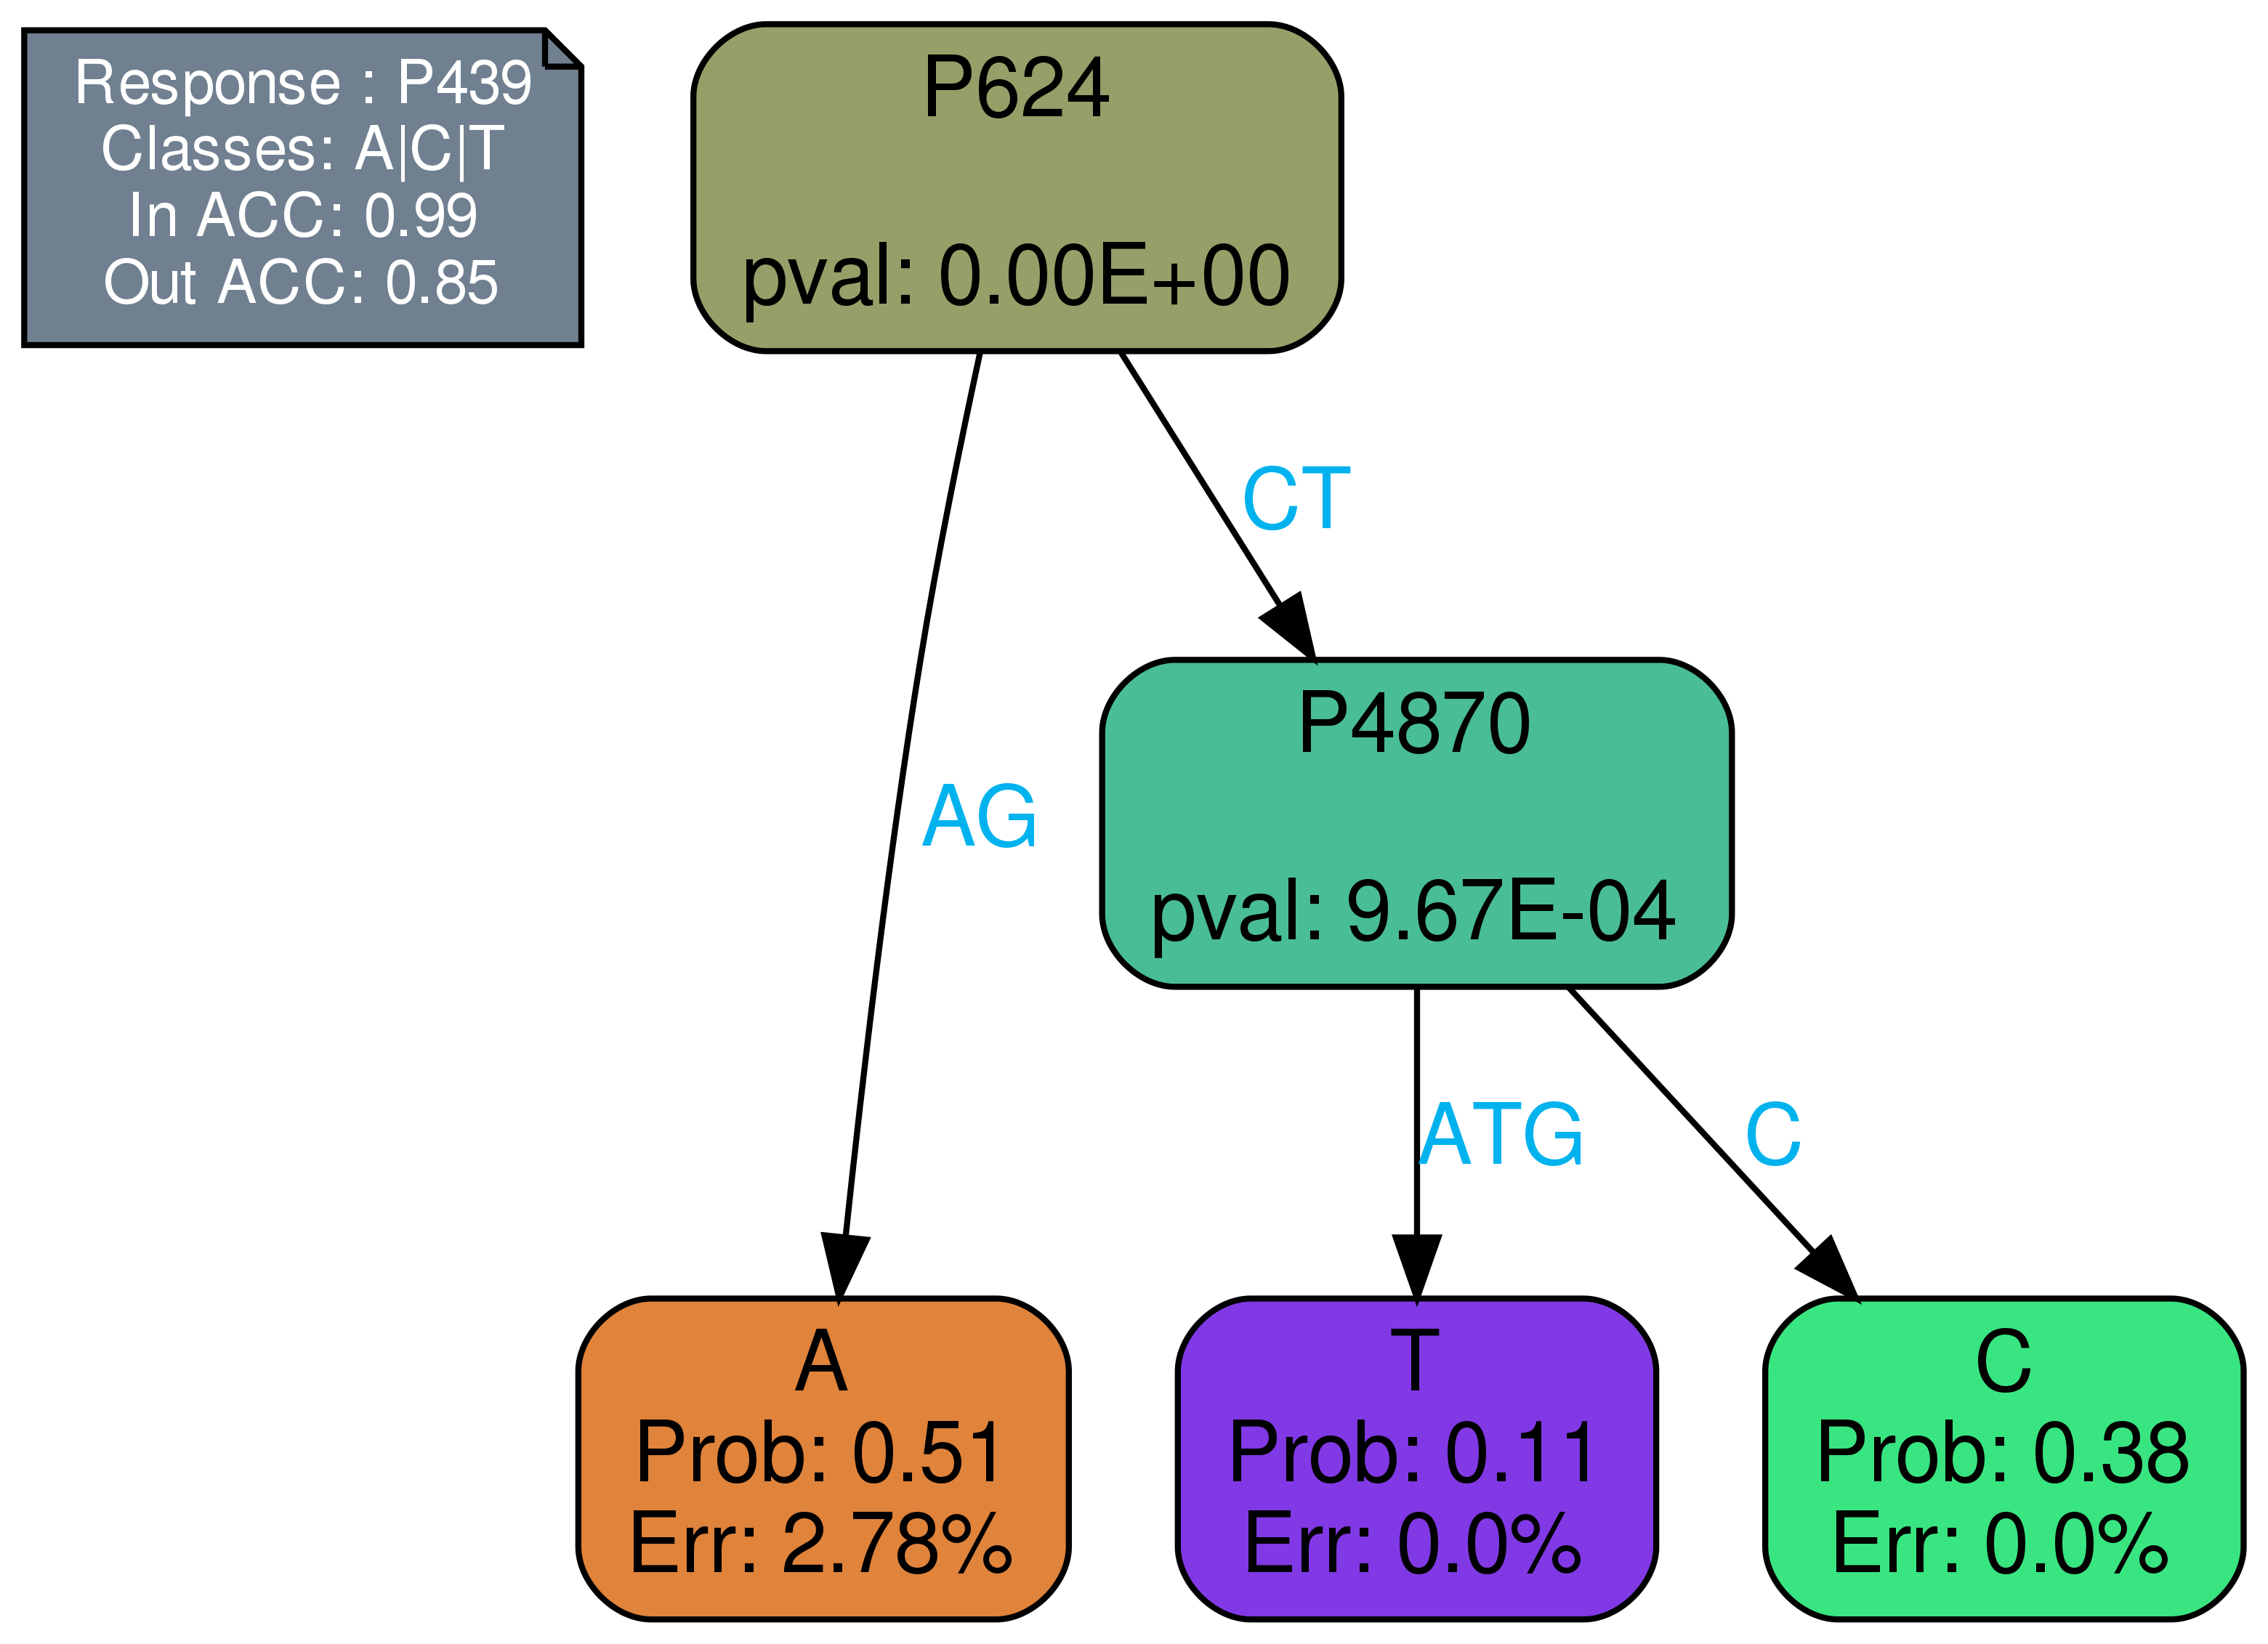 Response : P439
Classes: A|C|T
In ACC: 0.99
Out ACC: 0.85
P624
pval: 0.00E+00
CT
P4870
pval: 9.67E-04
AG
ATG
C
A
Prob: 0.51
Err: 2.78%
T
Prob: 0.11
Err: 0.0%
C
Prob: 0.38
Err: 0.0%